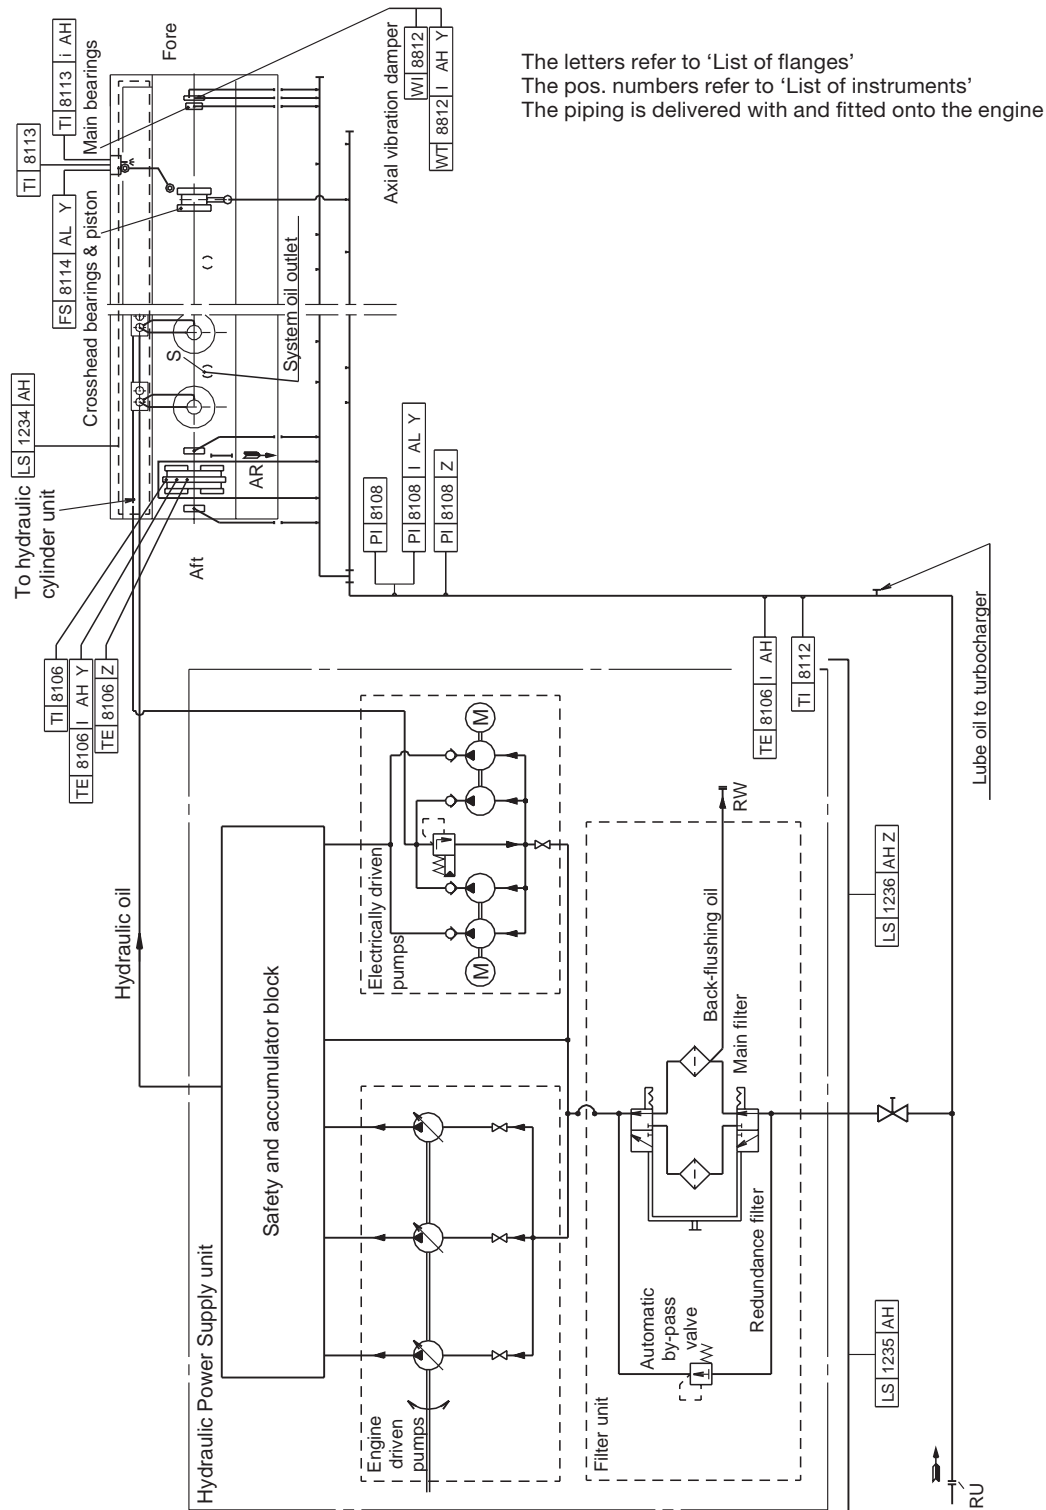 The letters refer to ‘List of flanges’
The pos. numbers refer to ‘List of instruments’
The piping is delivered with and fitted onto the engine
FS 8114 AL Y
TI 8113
TI 8113 i AH
Main bearings
Fore
Crosshead bearings & piston
LS 1234 AH
To hydraulic
cylinder unit
Aft
AR
S
System oil outlet
Axial vibration damper
WI 8812
WT 8812 I AH Y
TI 8106
TE 8106 I AH Y
TE 8106 Z
PI 8108
PI 8108 I AL Y
PI 8108 Z
TE 8106 I AH
TI 8112
Lube oil to turbocharger
Hydraulic oil
Hydraulic Power Supply unit
Safety and accumulator block
Electrically driven
pumps
M
M
Engine
driven
pumps
Filter unit
Automatic
by-pass
valve
Redundance filter
Main filter
Back-flushing oil
RW
LS 1235 AH
LS 1236 AH Z
RU